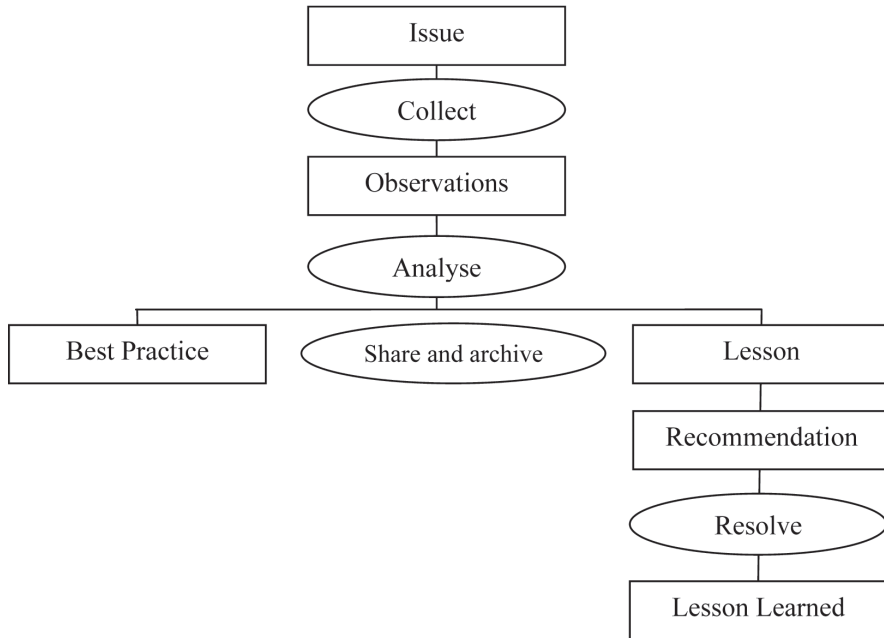 Issue
Collect
Observations
Analyse
Best Practice
Share and archive
Lesson
Recommendation
Resolve
Lesson Learned